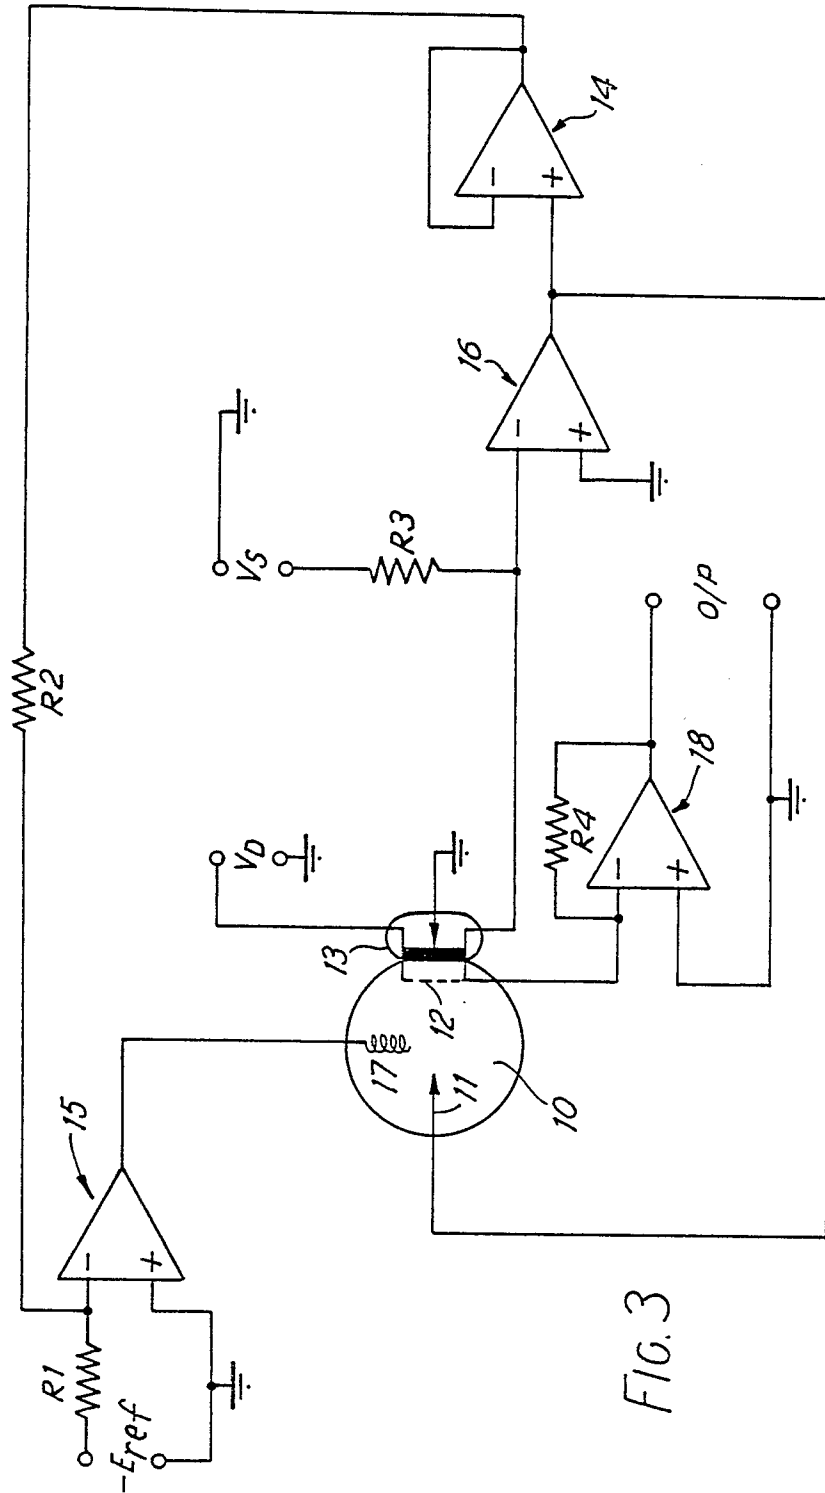 R2
14
16
VS
R3
VD
13
12
17
11
10
15
R1
-Eref
R4
18
O/P
-
+
-
+
-
+
-
+
FIG. 3